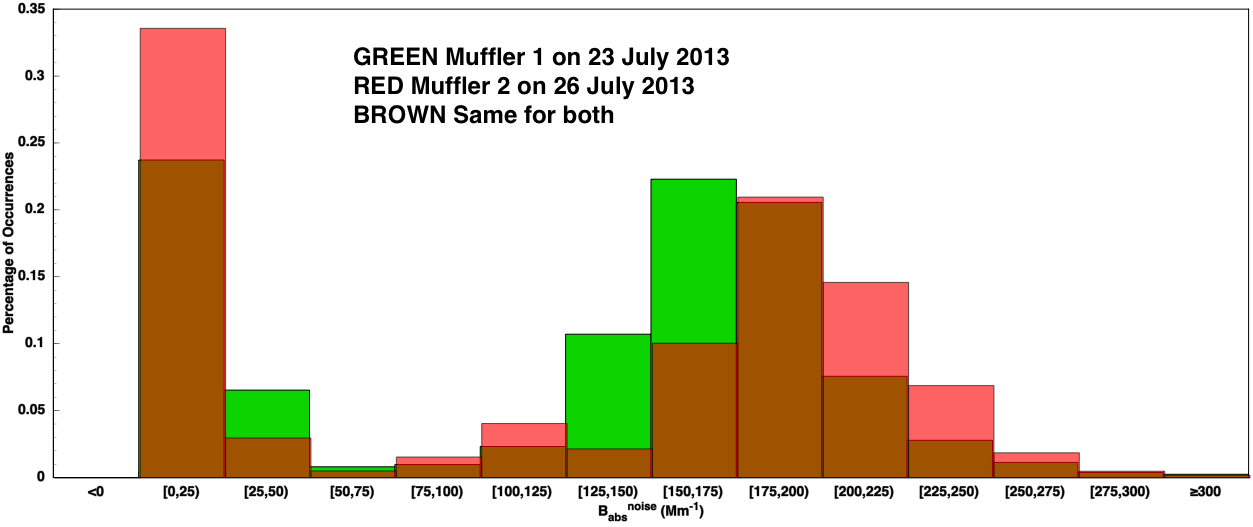 GREEN Muffler 1 on 23 July 2013
RED Muffler 2 on 26 July 2013
BROWN Same for both
Percentage of Occurrences
0.35
0.3
0.25
0.2
0.15
0.1
0.05
0
<0 [0,25) [25,50) [50,75) [75,100) [100,125) [125,150) [150,175) [175,200) [200,225) [225,250) [250,275) [275,300) ≥300
Babs noise (Mm-1)